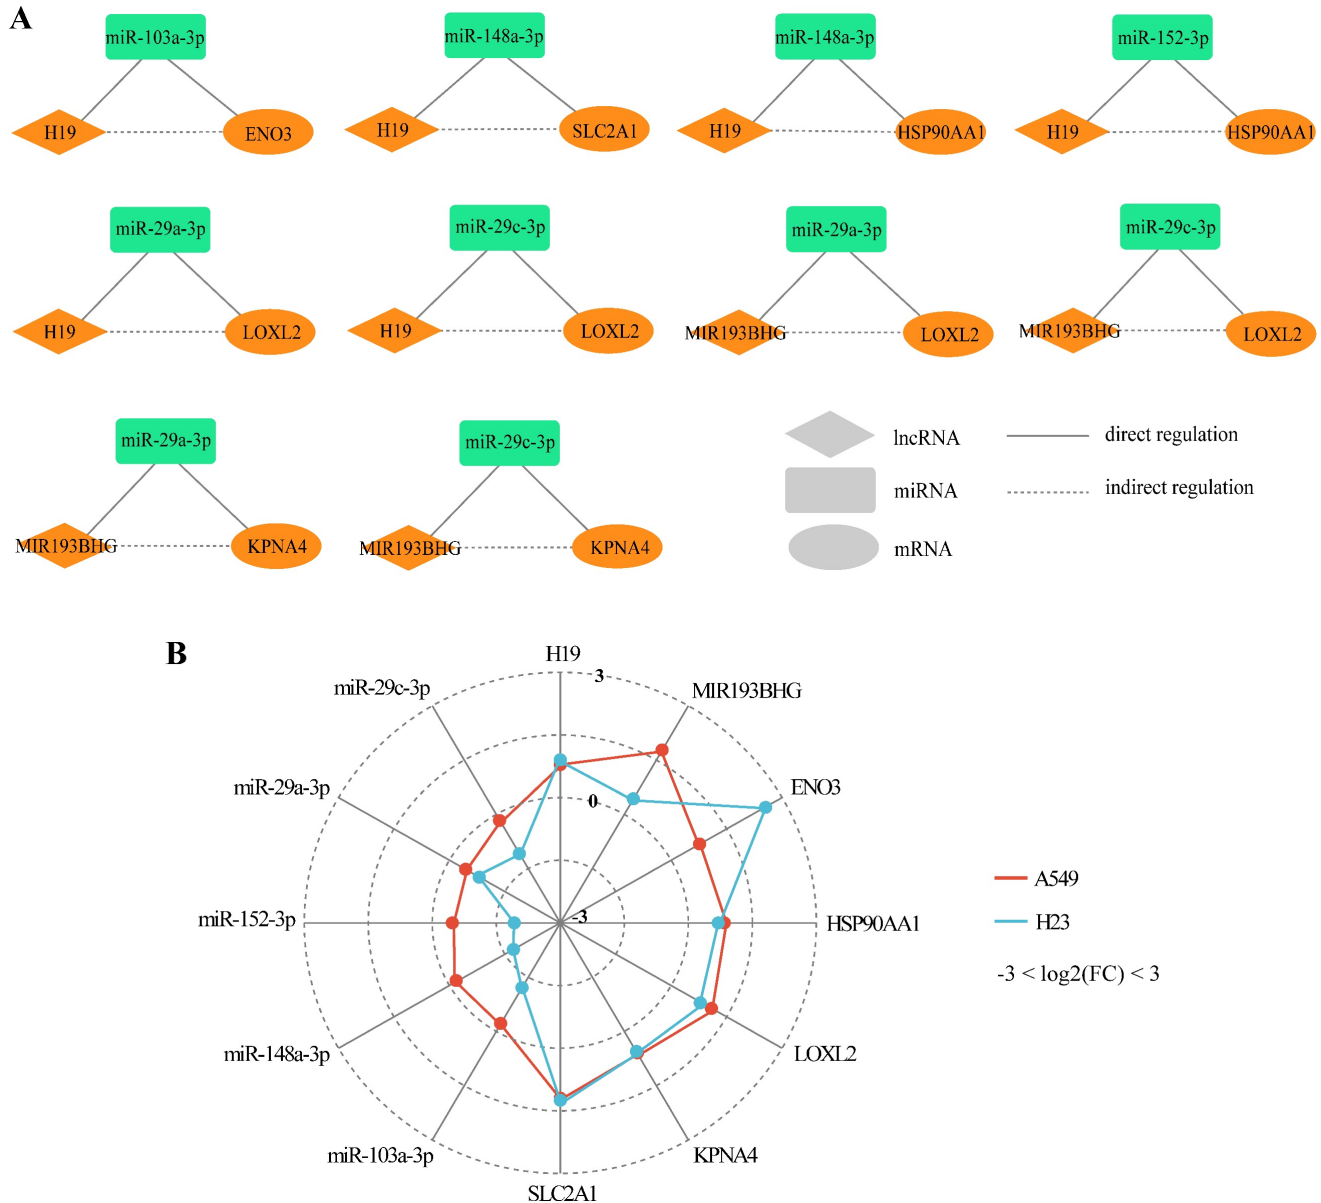 A
miR-103a-3p
miR-148a-3p
miR-148a-3p
miR-152-3p
H19
ENO3
H19
SLC2A1
H19
HSP90AA1
H19
HSP90AA1
miR-29a-3p
miR-29c-3p
miR-29a-3p
miR-29c-3p
H19
LOXL2
H19
LOXL2
MIR193BHG
LOXL2
MIR193BHG
LOXL2
miR-29a-3p
miR-29c-3p
MIR193BHG
KPNA4
MIR193BHG
KPNA4
lncRNA
direct regulation
miRNA
indirect regulation
mRNA
B
H19
3
miR-29c-3p
MIR193BHG
miR-29a-3p
ENO3
0
miR-152-3p
-3
HSP90AA1
miR-148a-3p
LOXL2
miR-103a-3p
KPNA4
SLC2A1
A549
H23
-3 < log2(FC) < 3